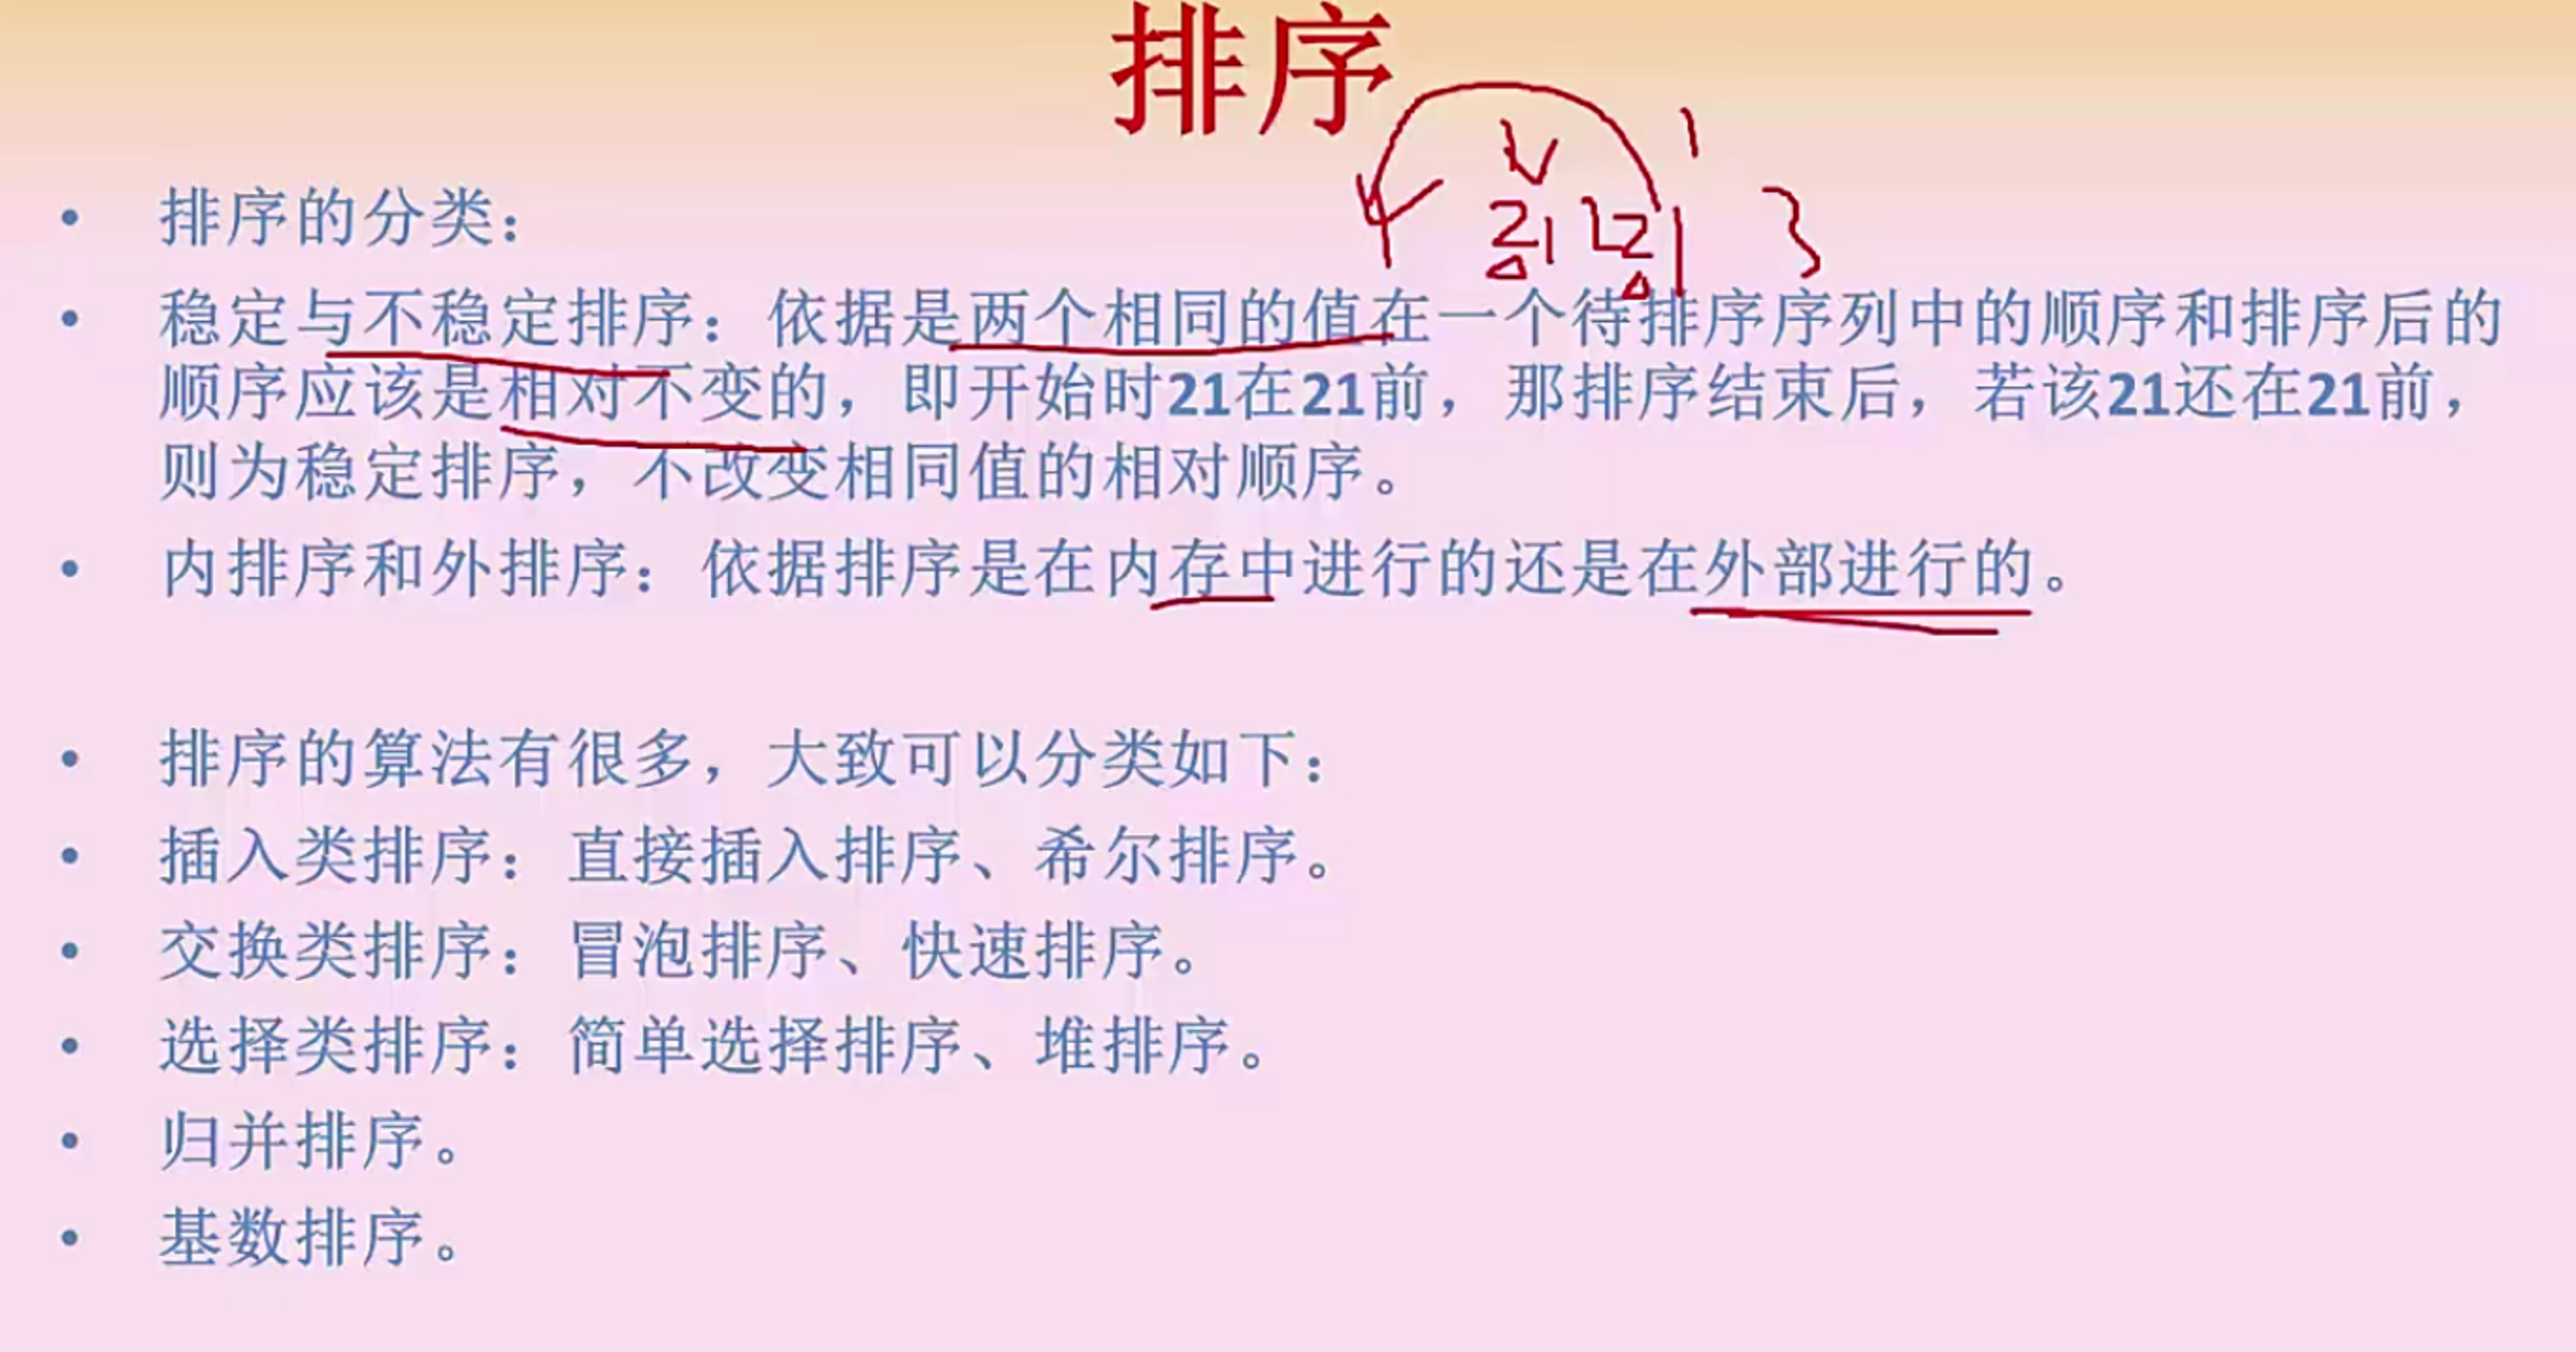 排序
排序的分类：
稳定与不稳定排序：依据是两个相同的值在一个待排序序列中的顺序和排序后的
顺序应该是相对不变的，即开始时21在21前，那排序结束后，若该21还在21前，
则为稳定排序，不改变相同值的相对顺序。
内排序和外排序：依据排序是在内存中进行的还是在外部进行的。
排序的算法有很多，大致可以分类如下：
插入类排序：直接插入排序、希尔排序。
交换类排序：冒泡排序、快速排序。
选择类排序：简单选择排序、堆排序。
归并排序。
基数排序。